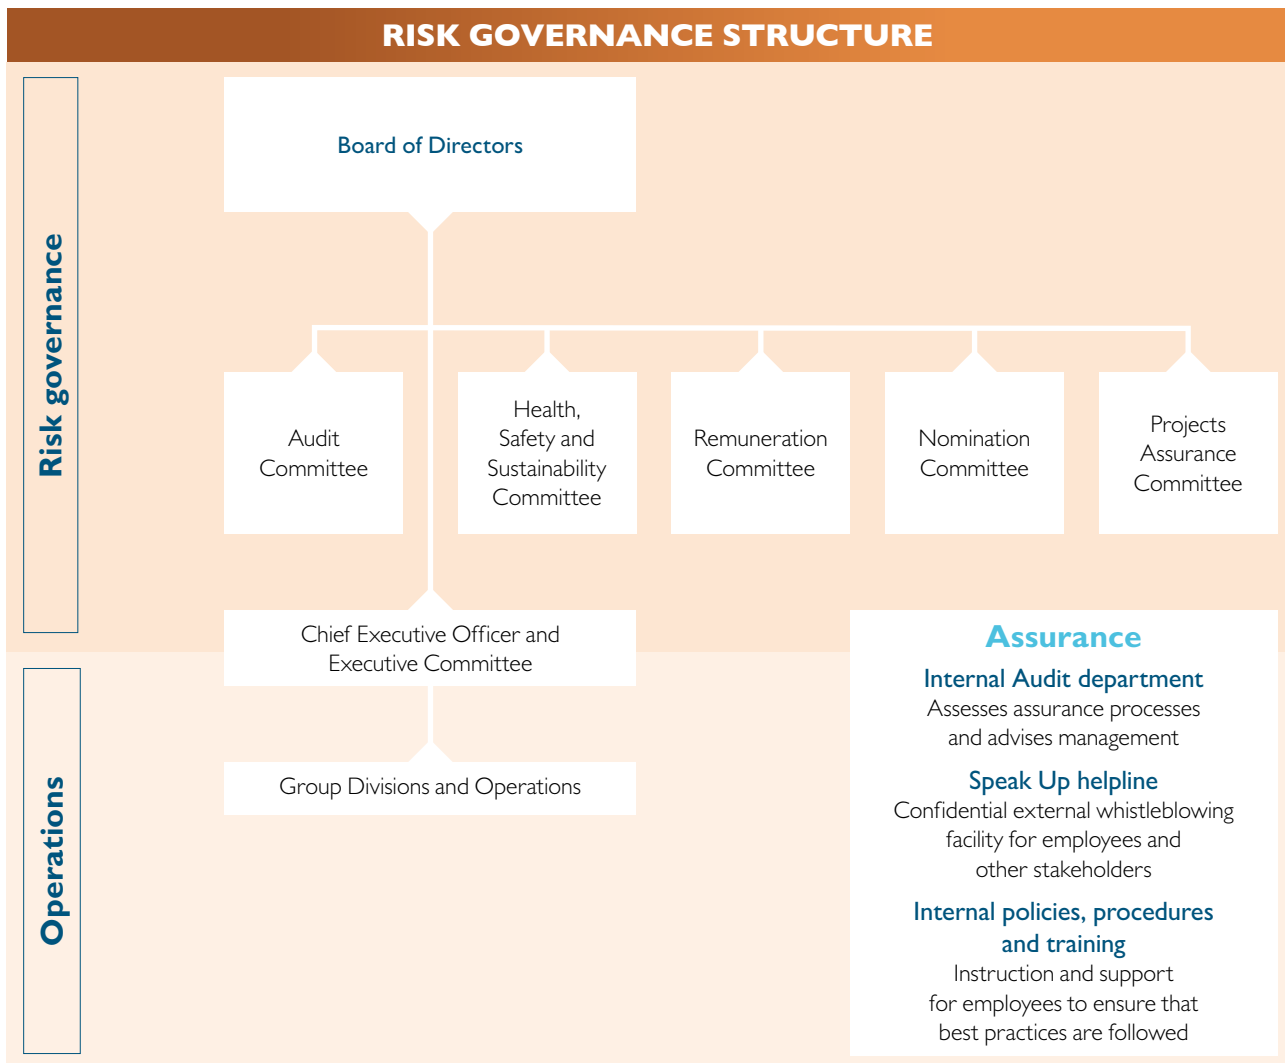 RISK GOVERNANCE STRUCTURE
Risk governance
Board of Directors
Audit
Committee
Health,
Safety and
Sustainability
Committee
Remuneration
Committee
Nomination
Committee
Projects
Assurance
Committee
Chief Executive Officer and
Executive Committee
Operations
Group Divisions and Operations
Assurance
Internal Audit department
Assesses assurance processes
and advises management
Speak Up helpline
Confidential external whistleblowing
facility for employees and
other stakeholders
Internal policies, procedures
and training
Instruction and support
for employees to ensure that
best practices are followed